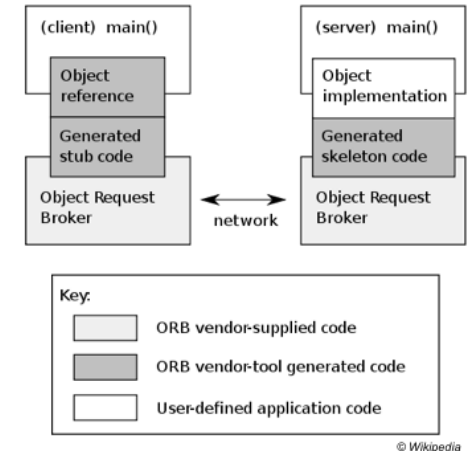 (client) main()
Object
reference
Generated
stub code
Object Request
Broker
network
(server) main()
Object
implementation
Generated
skeleton code
Object Request
Broker
Key:
ORB vendor-supplied code
ORB vendor-tool generated code
User-defined application code
© Wikipedia